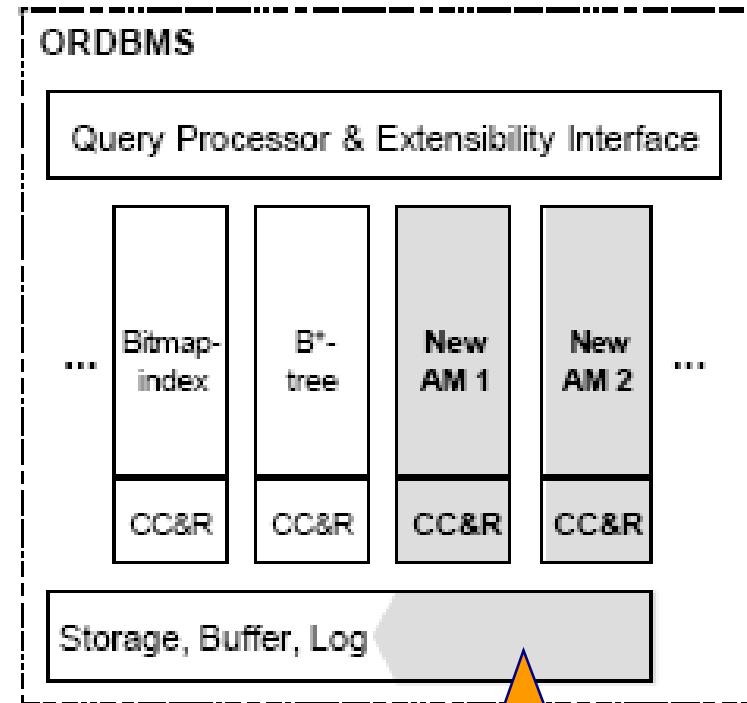 ORDBMS
Query Processor & Extensibility Interface
... Bitmap- B+- New New ...
index tree AM 1 AM 2
CC&R CC&R CC&R CC&R
Storage, Buffer, Log